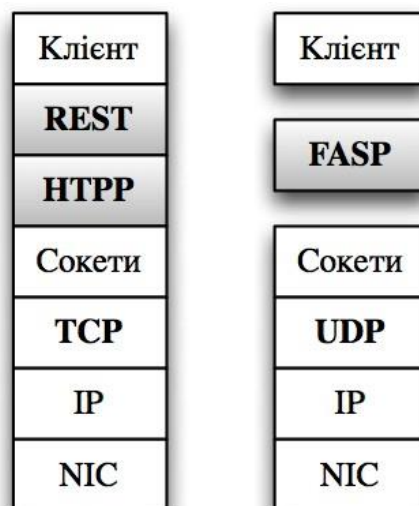 Клієнт
REST
HTPP
Сокети
TCP
IP
NIC
Клієнт
FASP
Сокети
UDP
IP
NIC